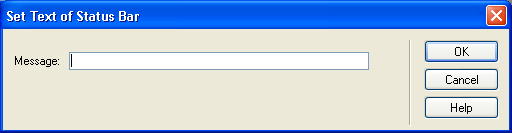 Set Text of Status Bar
Message:
OK
Cancel
Help